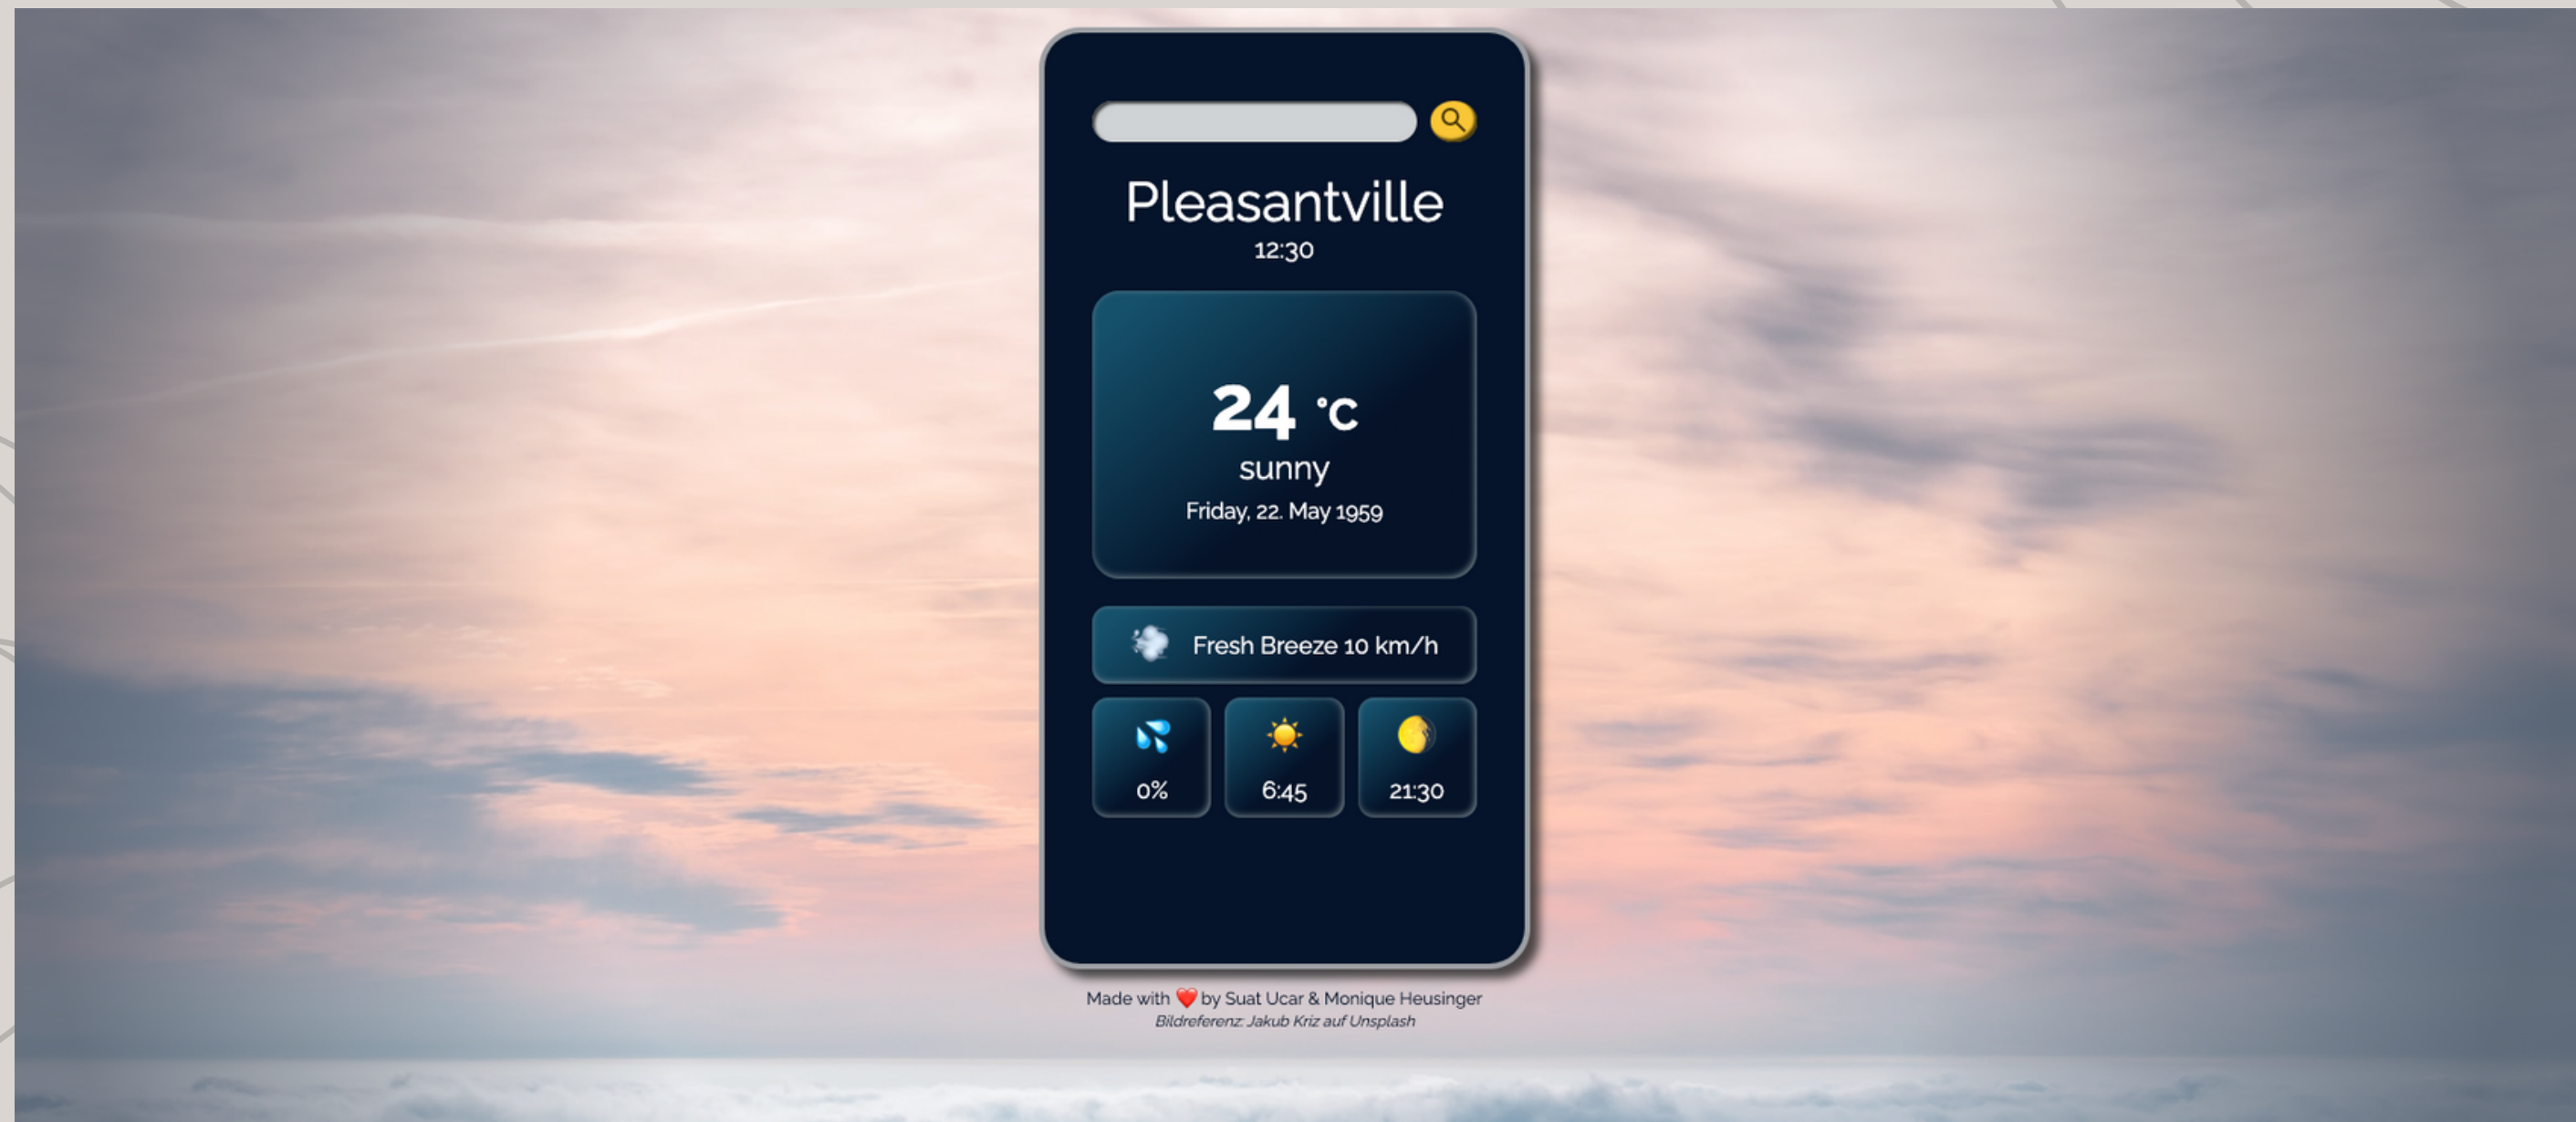 Pleasantville
12:30
24 °C
sunny
Friday, 22. May 1959
Fresh Breeze 10 km/h
0% 6:45 21:30
Made with ❤️ by Suat Ucar & Monique Heusinger
Bildreferenz: Jakub Kriz auf Unsplash